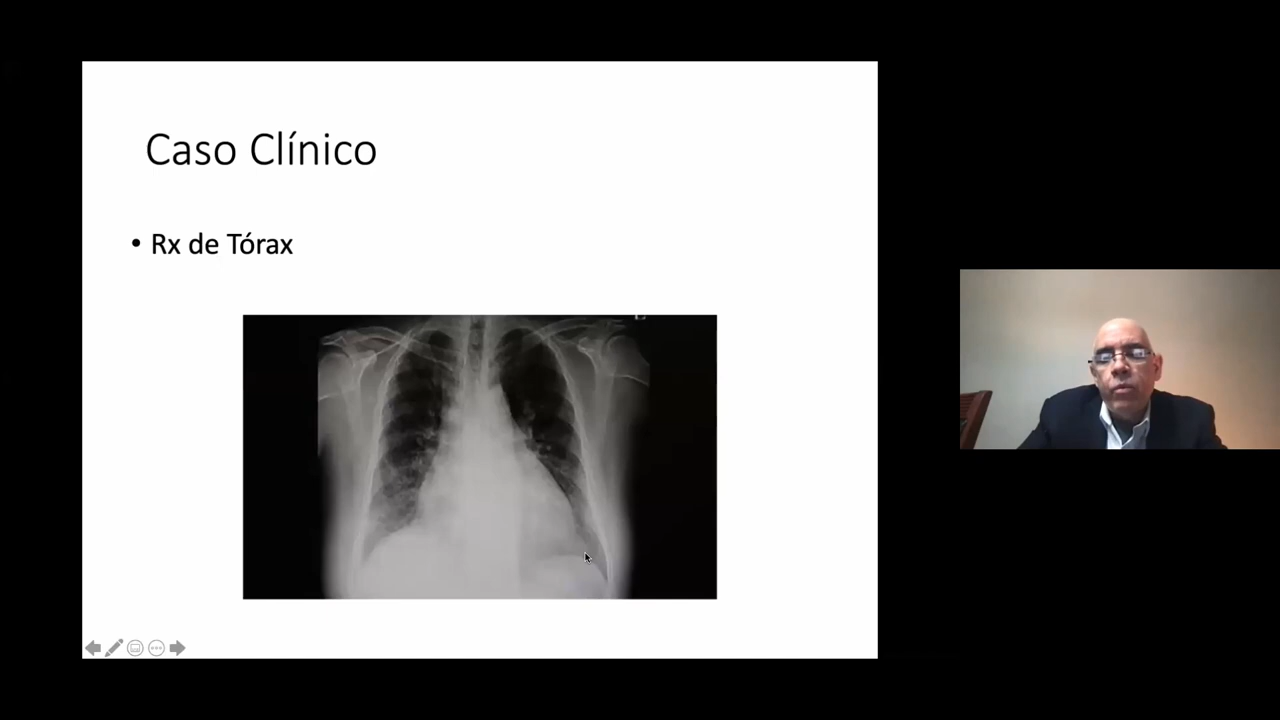 Caso Clínico
• Rx de Tórax